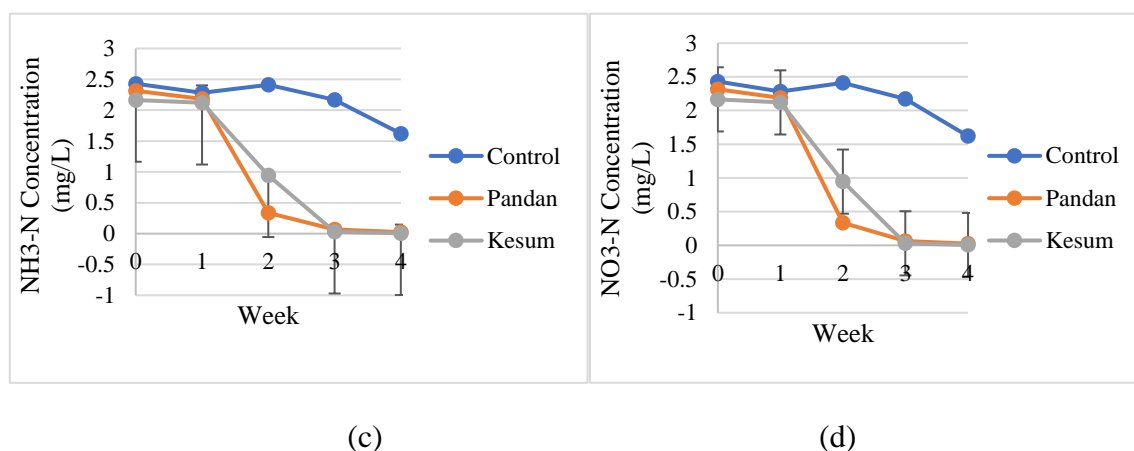 3
2.5
2
1.5
1
0.5
0
-0.5
-1
0 1 2 3 4
NH3-N Concentration
(mg/L)
Week
Control
Pandan
Kesum
3
2.5
2
1.5
1
0.5
0
-0.5
-1
0 1 2 3 4
NO3-N Concentration
(mg/L)
Week
Control
Pandan
Kesum
(c)
(d)